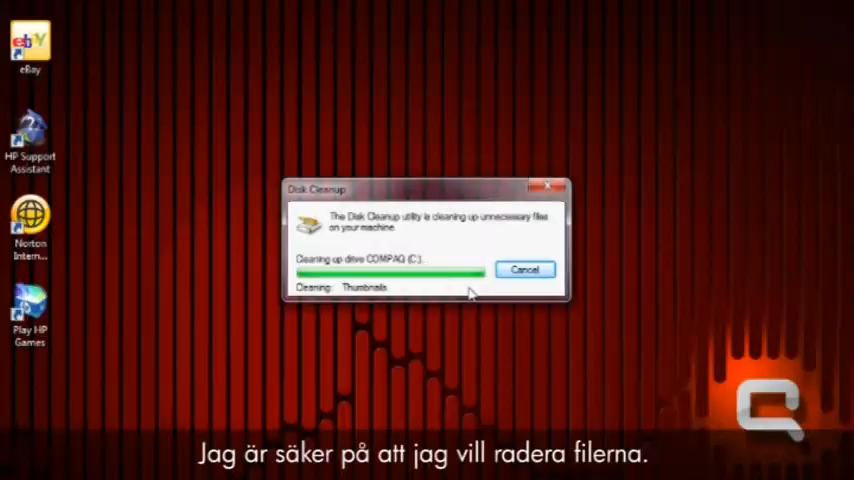 ebY
eBay
HP Support
Assistant
Norton
Intern...
Play HP
Games
Disk Cleanup
The Disk Cleanup utility is cleaning up unnecessary files
on your machine.
Cleaning up drive COMPAQ (C:).
Cancel
Cleaning: Thumbnails
Jag är säker på att jag vill radera filerna.